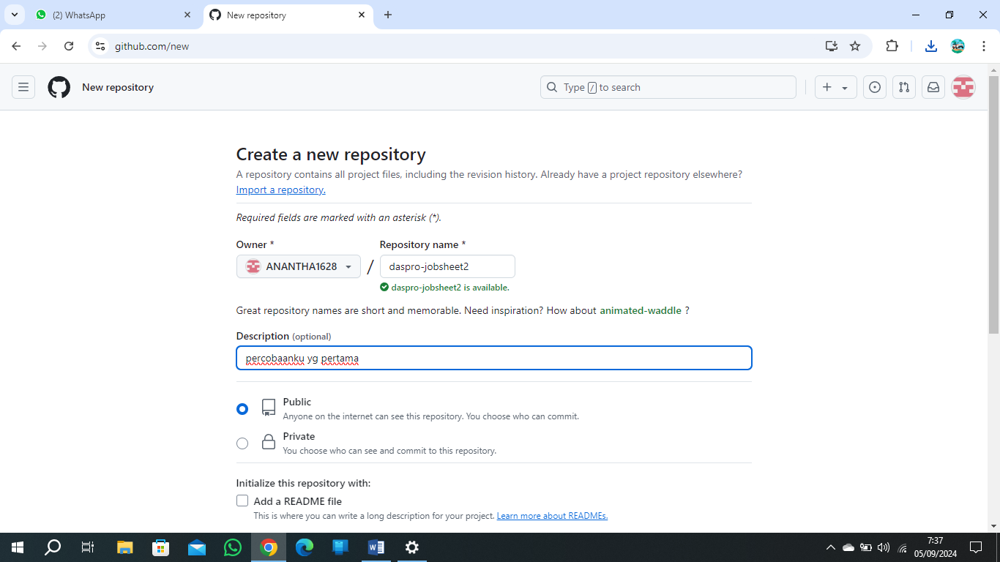 (2) WhatsApp
New repository
github.com/new
New repository
Type / to search
Create a new repository
A repository contains all project files, including the revision history. Already have a project repository elsewhere?
Import a repository.
Required fields are marked with an asterisk (*).
Owner *
Repository name *
ANANTHA1628
/
daspro-jobsheet2
daspro-jobsheet2 is available.
Great repository names are short and memorable. Need inspiration? How about animated-waddle ?
Description (optional)
percobaanku yg pertama
Public
Anyone on the internet can see this repository. You choose who can commit.
Private
You choose who can see and commit to this repository.
Initialize this repository with:
Add a README file
This is where you can write a long description for your project. Learn more about READMEs.
7:37
05/09/2024